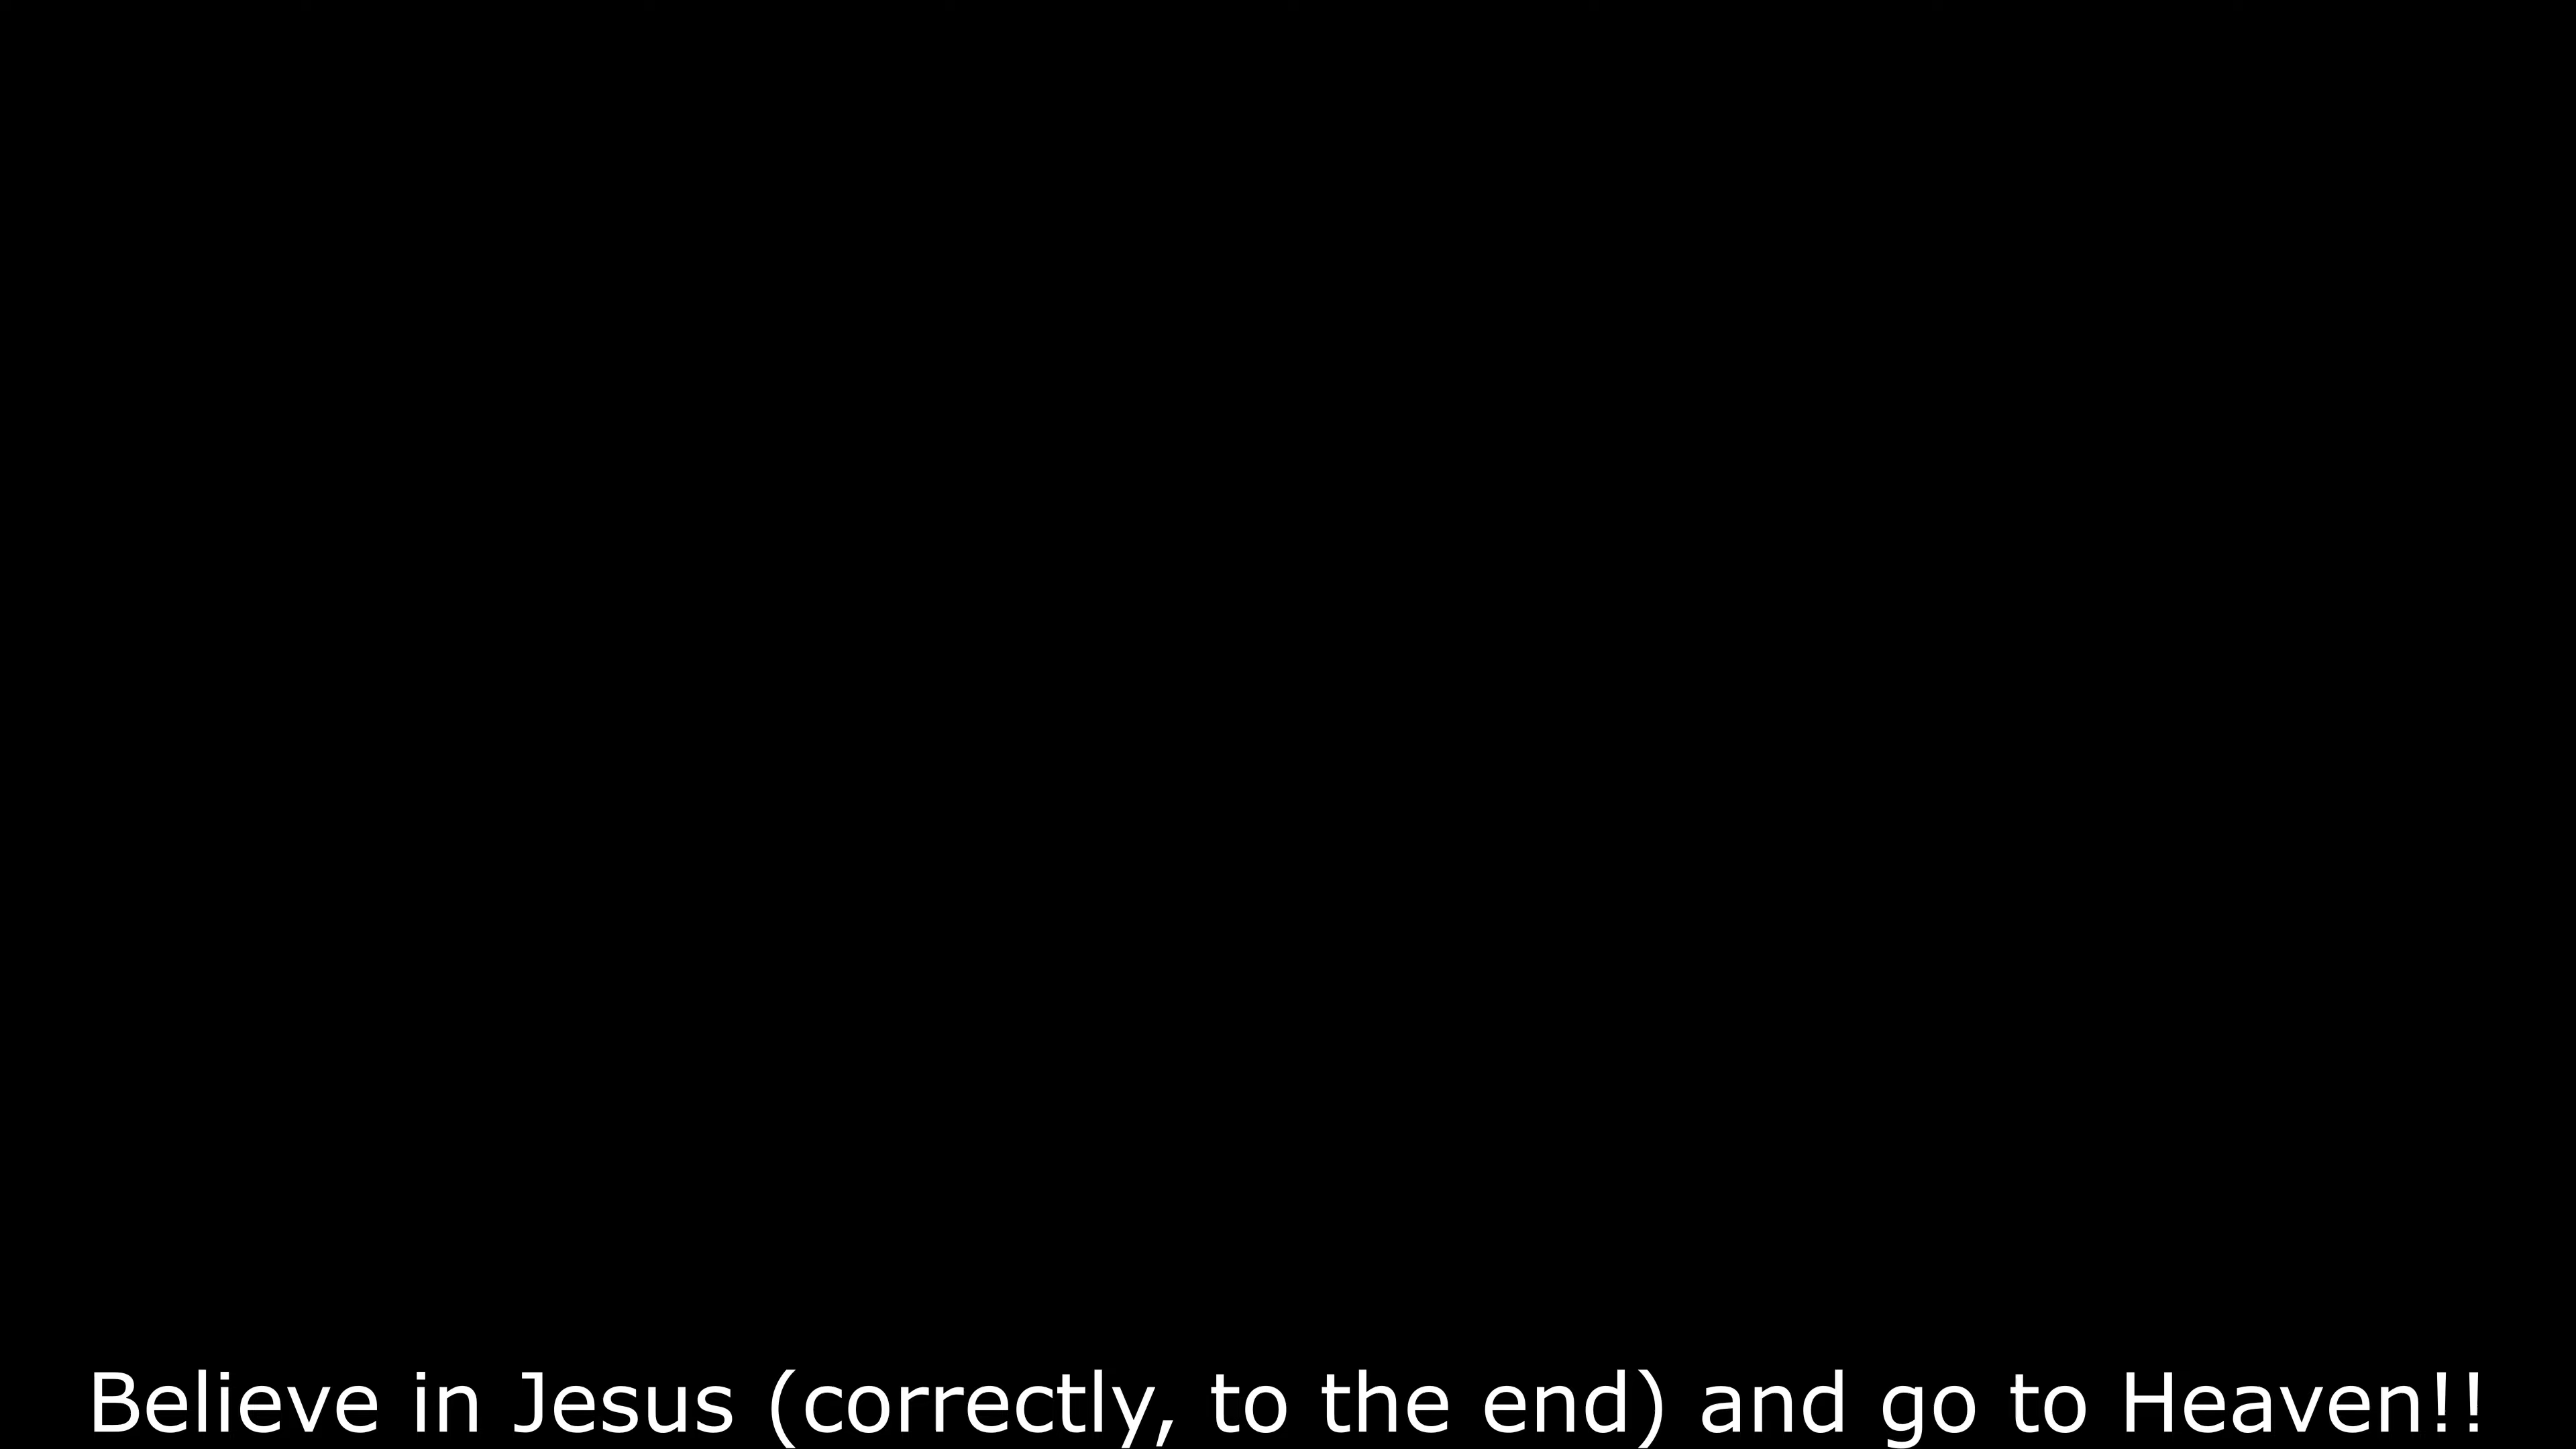 Believe in Jesus (correctly, to the end) and go to Heaven!!